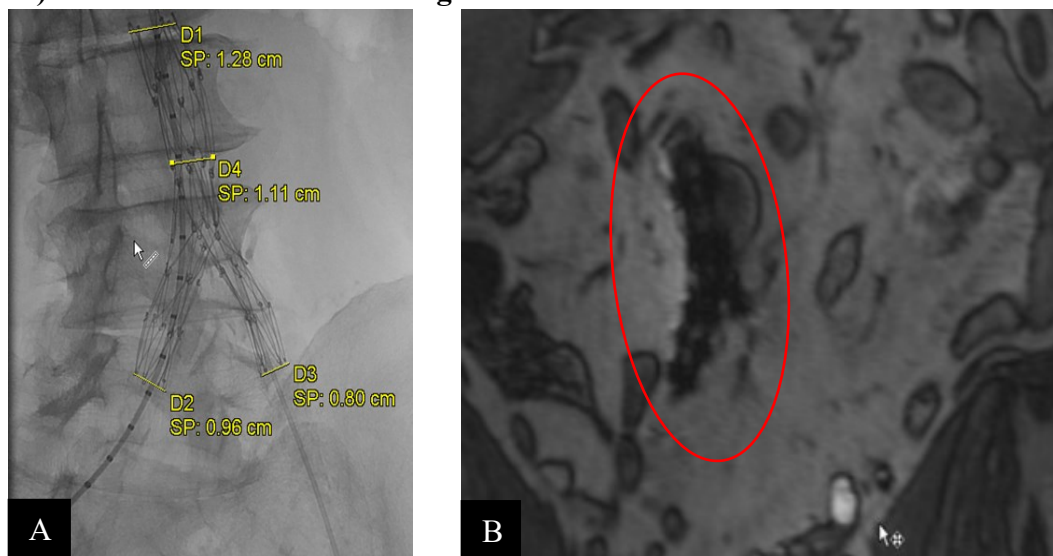 D1
SP: 1.28 cm
D4
SP: 1.11 cm
D3
SP: 0.80 cm
D2
SP: 0.96 cm
A
B